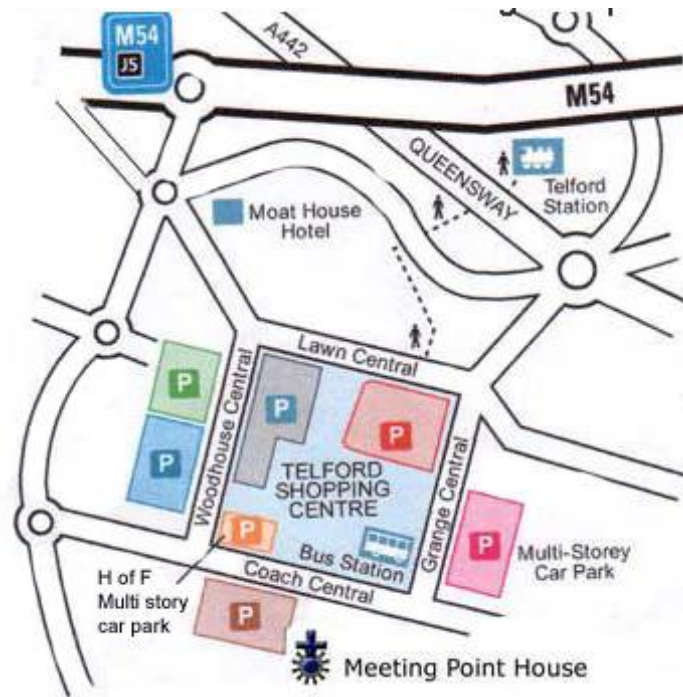 M54
J5
A442
M54
QUEENSWAY
Telford
Station
Moat House
Hotel
Lawn Central
Woodhouse Central
P
P
P
P
TELFORD
SHOPPING
CENTRE
Grange Central
P
P
Bus Station
Multi-Storey
Car Park
Coach Central
H of F
Multi story
car park
P
Meeting Point House